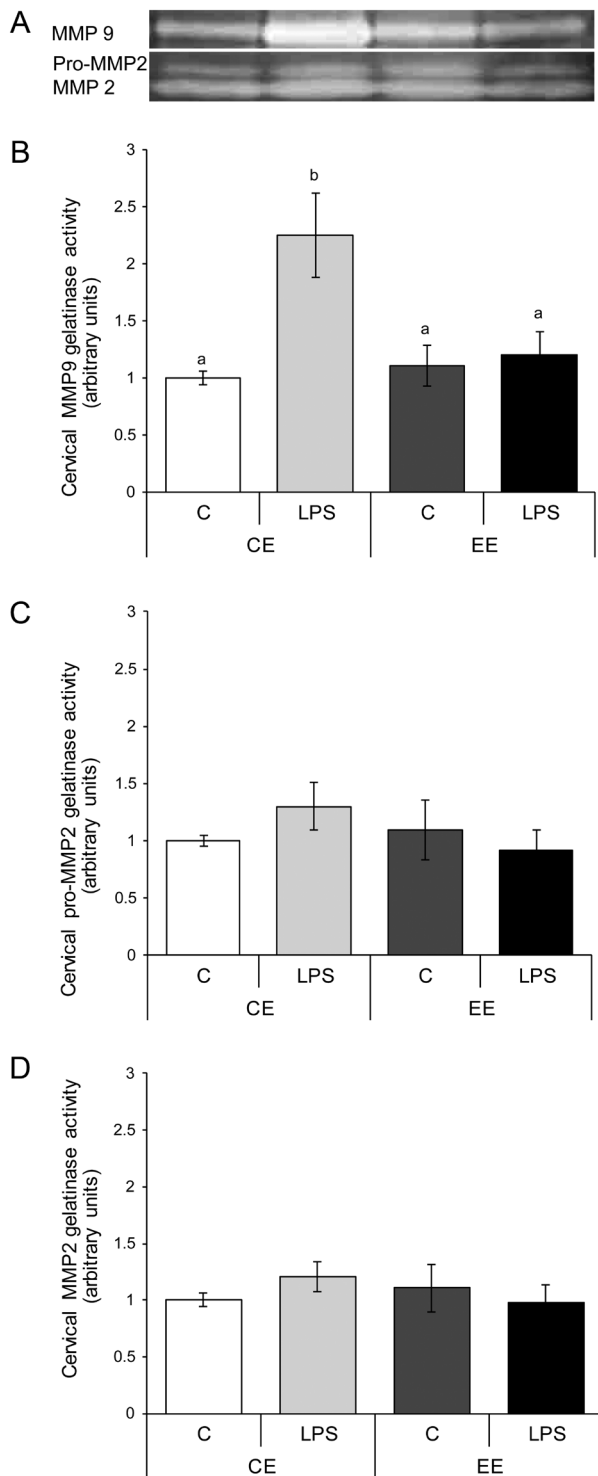 A
MMP 9
Pro-MMP2
MMP 2
B
Cervical MMP9 gelatinase activity
(arbitrary units)
3
2.5
2
1.5
1
0.5
0
a
b
a
a
C LPS C LPS
CE EE
C
Cervical pro-MMP2 gelatinase activity
(arbitrary units)
3
2.5
2
1.5
1
0.5
0
C LPS C LPS
CE EE
D
Cervical MMP2 gelatinase activity
(arbitrary units)
3
2.5
2
1.5
1
0.5
0
C LPS C LPS
CE EE